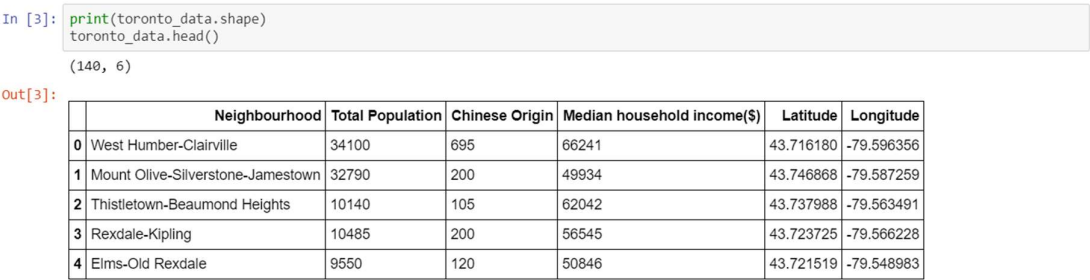 In [3]: print(toronto_data.shape)
toronto_data.head()
(140, 6)
Out[3]:
Neighbourhood Total Population Chinese Origin Median household income($) Latitude Longitude
0 West Humber-Clairville 34100 695 66241 43.716180 -79.596356
1 Mount Olive-Silverstone-Jamestown 32790 200 49934 43.746868 -79.587259
2 Thistletown-Beaumond Heights 10140 105 62042 43.737988 -79.563491
3 Rexdale-Kipling 10485 200 56545 43.723725 -79.566228
4 Elms-Old Rexdale 9550 120 50846 43.721519 -79.548983